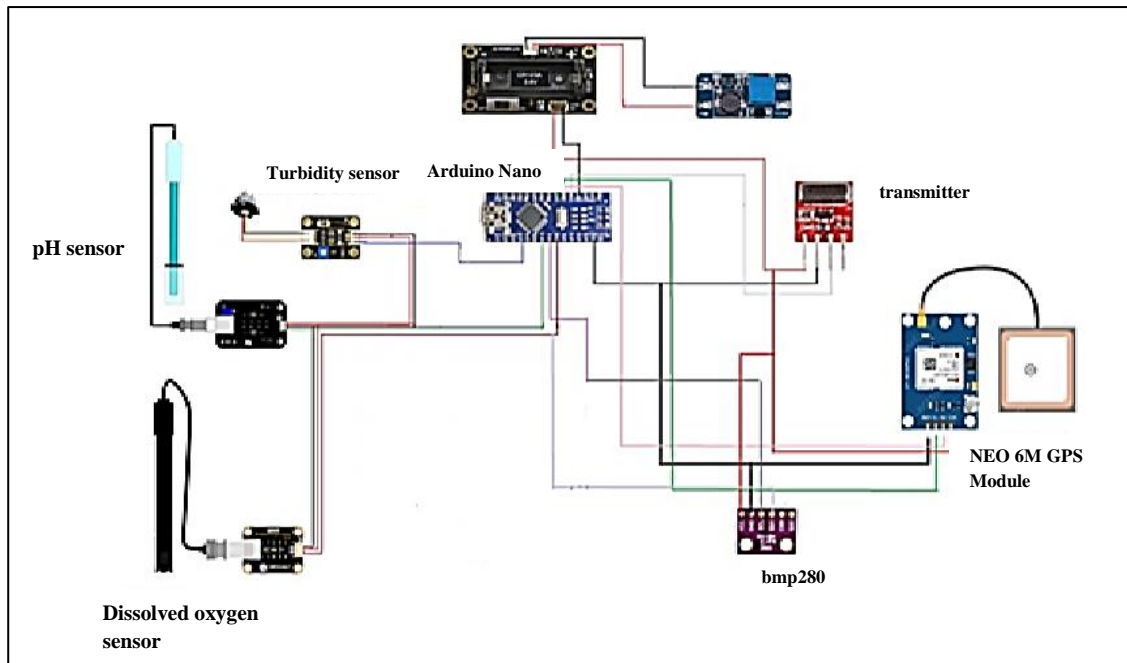 Turbidity sensor
Arduino Nano
transmitter
pH sensor
NEO 6M GPS
Module
bmp280
Dissolved oxygen
sensor